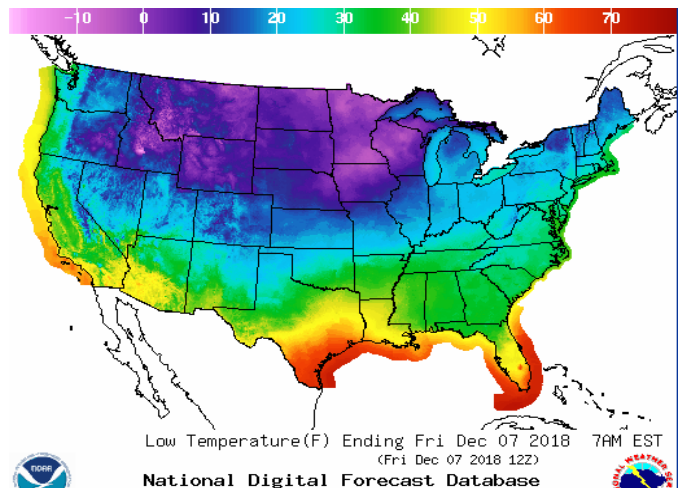 -10 0 10 20 30 40 50 60 70
Low Temperature(F) Ending Fri Dec 07 2018 7AM EST
(Fri Dec 07 2018 12Z)
National Digital Forecast Database
NOAA